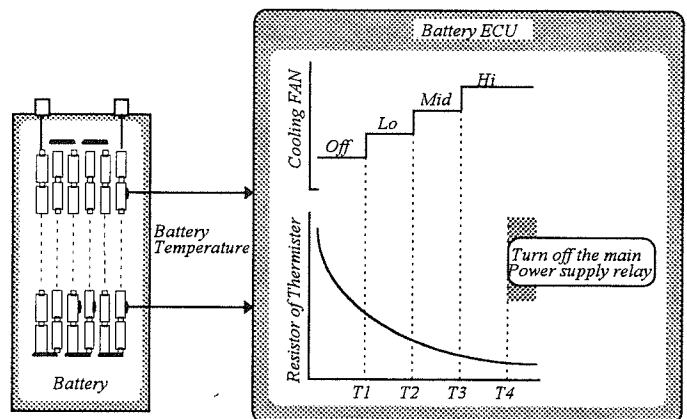 Battery ECU
Cooling FAN
Off
Lo
Mid
Hi
Battery
Temperature
Resistor of Thermister
Turn off the main
Power supply relay
T1 T2 T3 T4
Battery